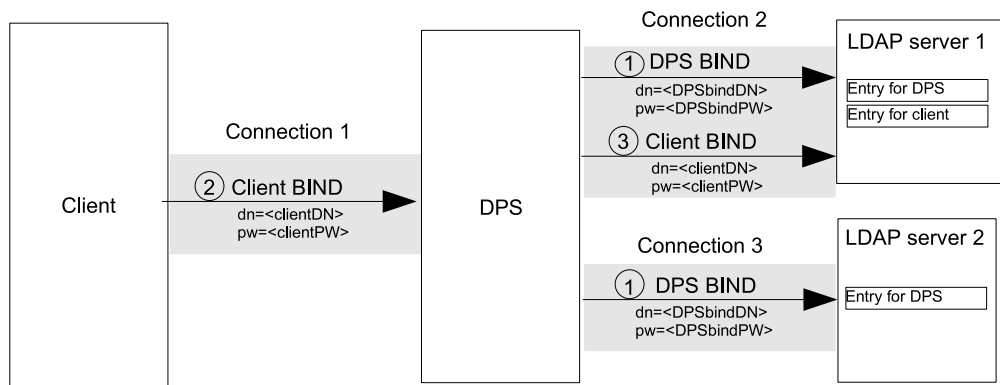 Client
Connection 1
2 Client BIND
dn=<clientDN>
pw=<clientPW>
DPS
Connection 2
1 DPS BIND
dn=<DPSbindDN>
pw=<DPSbindPW>
3 Client BIND
dn=<clientDN>
pw=<clientPW>
LDAP server 1
Entry for DPS
Entry for client
Connection 3
1 DPS BIND
dn=<DPSbindDN>
pw=<DPSbindPW>
LDAP server 2
Entry for DPS